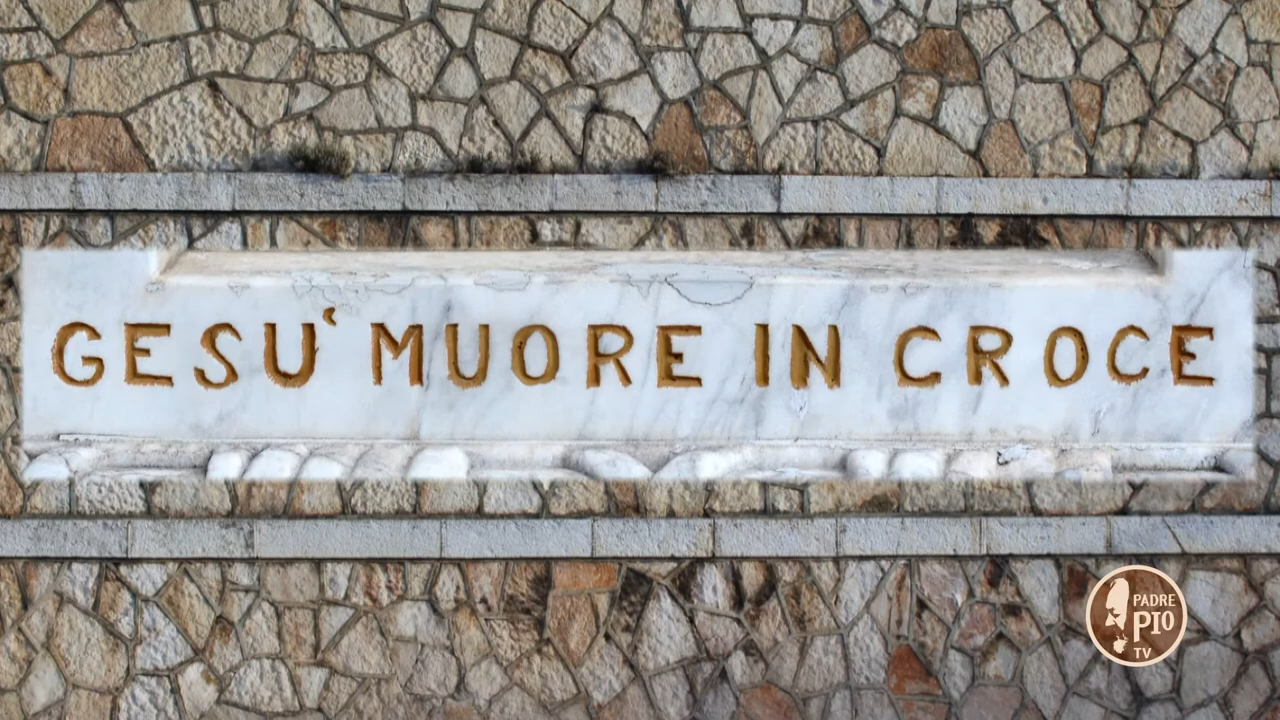 GESU‘ MUORE IN CROCE
PADRE
PIO
TV